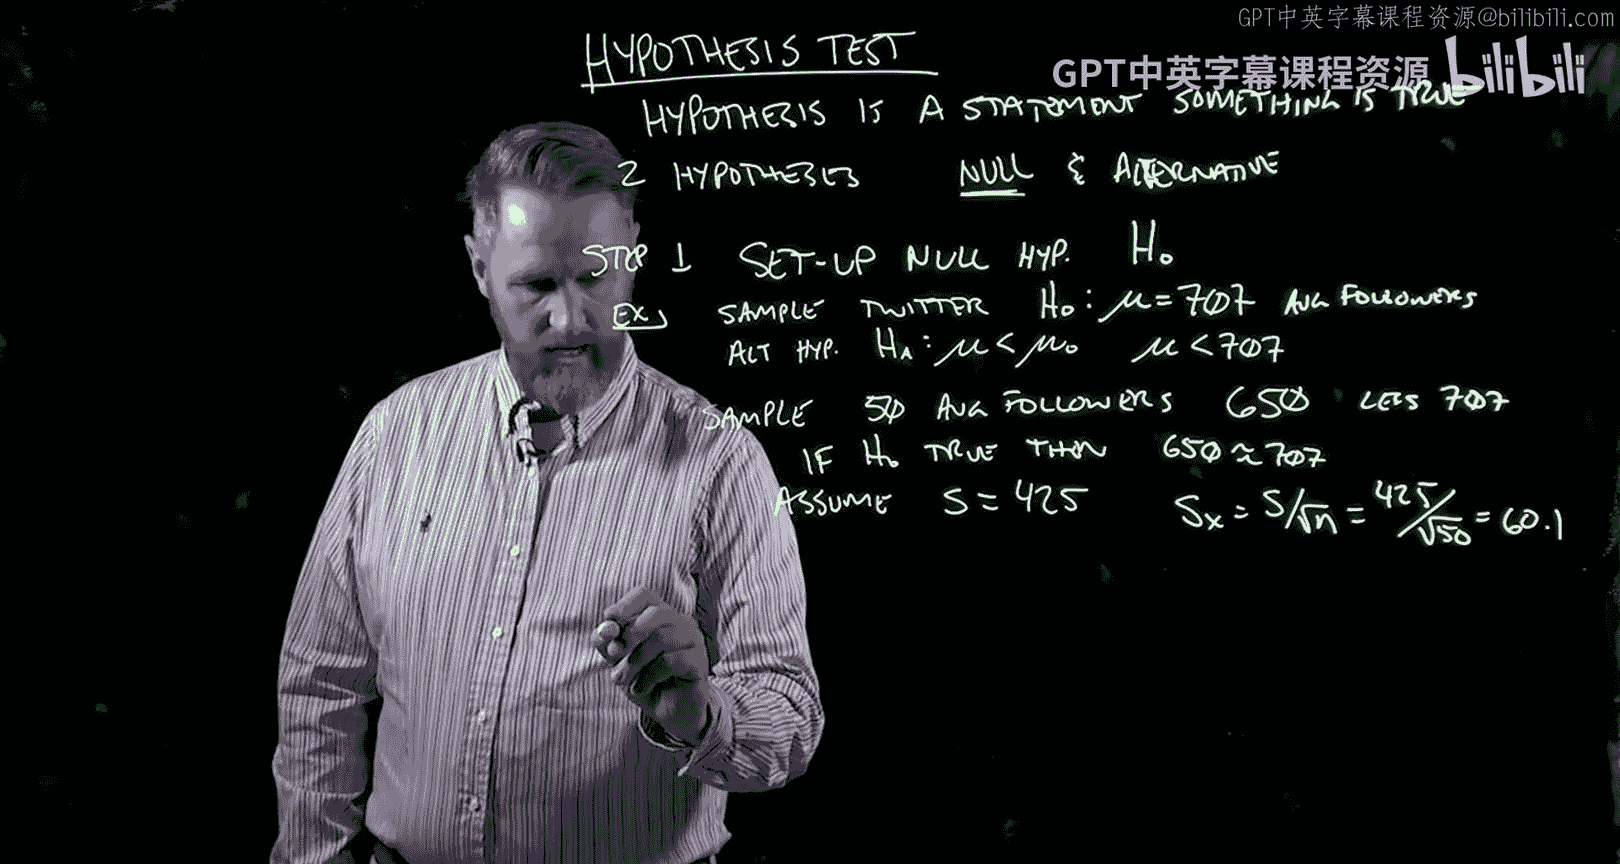 GPT中英字幕课程资源@bilibili.com
HYPOTHESIS TEST
GPT中英字幕课程资源 bilibili
HYPOTHESIS IS A STATEMENT SOMETHING IS TRUE
2 HYPOTHESES NULL & ALTERNATIVE
STEP 1 SET-UP NULL HYP. H₀
EX, SAMPLE TWITTER H₀: μ = 707 AVG FOLLOWERS
ALT HYP. Hₐ: μ < μ₀ μ < 707
SAMPLE 50 AVG FOLLOWERS 650 LESS 707
IF H₀ TRUE THEN 650 ≈ 707
ASSUME S = 425 Sₓ = S/√n = 425/√50 = 60.1